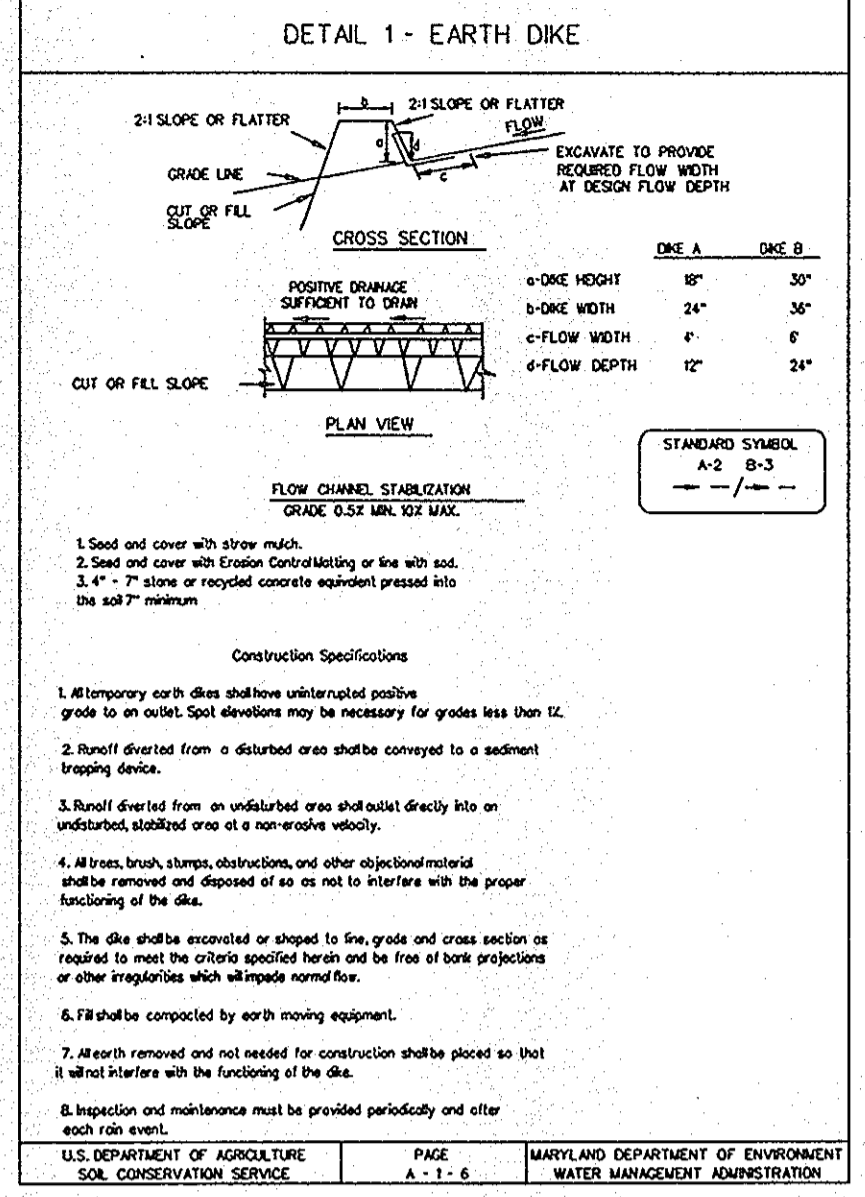 DETAIL 1 - EARTH DIKE
b
2:1 SLOPE OR FLATTER
2:1 SLOPE OR FLATTER
FLOW
a
d
EXCAVATE TO PROVIDE
REQUIRED FLOW WIDTH
AT DESIGN FLOW DEPTH
GRADE LINE
c
CUT OR FILL
SLOPE
CROSS SECTION
DIKE A DIKE B
a-DIKE HEIGHT 18" 30"
b-DIKE WIDTH 24" 36"
c-FLOW WIDTH 4' 6'
d-FLOW DEPTH 12" 24"
POSITIVE DRAINAGE
SUFFICIENT TO DRAIN
CUT OR FILL SLOPE
PLAN VIEW
STANDARD SYMBOL
A-2 B-3
/
FLOW CHANNEL STABILIZATION
GRADE 0.5% MIN. 10% MAX.
1. Seed and cover with straw mulch.
2. Seed and cover with Erosion Control Matting or line with sod.
3. 4" - 7" stone or recycled concrete equivalent pressed into
the soil 7" minimum
Construction Specifications
1. All temporary earth dikes shall have uninterrupted positive
grade to an outlet. Spot elevations may be necessary for grades less than 1%.
2. Runoff diverted from a disturbed area shall be conveyed to a sediment
trapping device.
3. Runoff diverted from an undisturbed area shall outlet directly into an
undisturbed, stabilized area at a non-erosive velocity.
4. All trees, brush, stumps, obstructions, and other objectional material
shall be removed and disposed of so as not to interfere with the proper
functioning of the dike.
5. The dike shall be excavated or shaped to line, grade and cross section as
required to meet the criteria specified herein and be free of bank projections
or other irregularities which will impede normal flow.
6. Fill shall be compacted by earth moving equipment.
7. All earth removed and not needed for construction shall be placed so that
it will not interfere with the functioning of the dike.
8. Inspection and maintenance must be provided periodically and after
each rain event.
U.S. DEPARTMENT OF AGRICULTURE
SOIL CONSERVATION SERVICE
PAGE
A - 1 - 6
MARYLAND DEPARTMENT OF ENVIRONMENT
WATER MANAGEMENT ADMINISTRATION